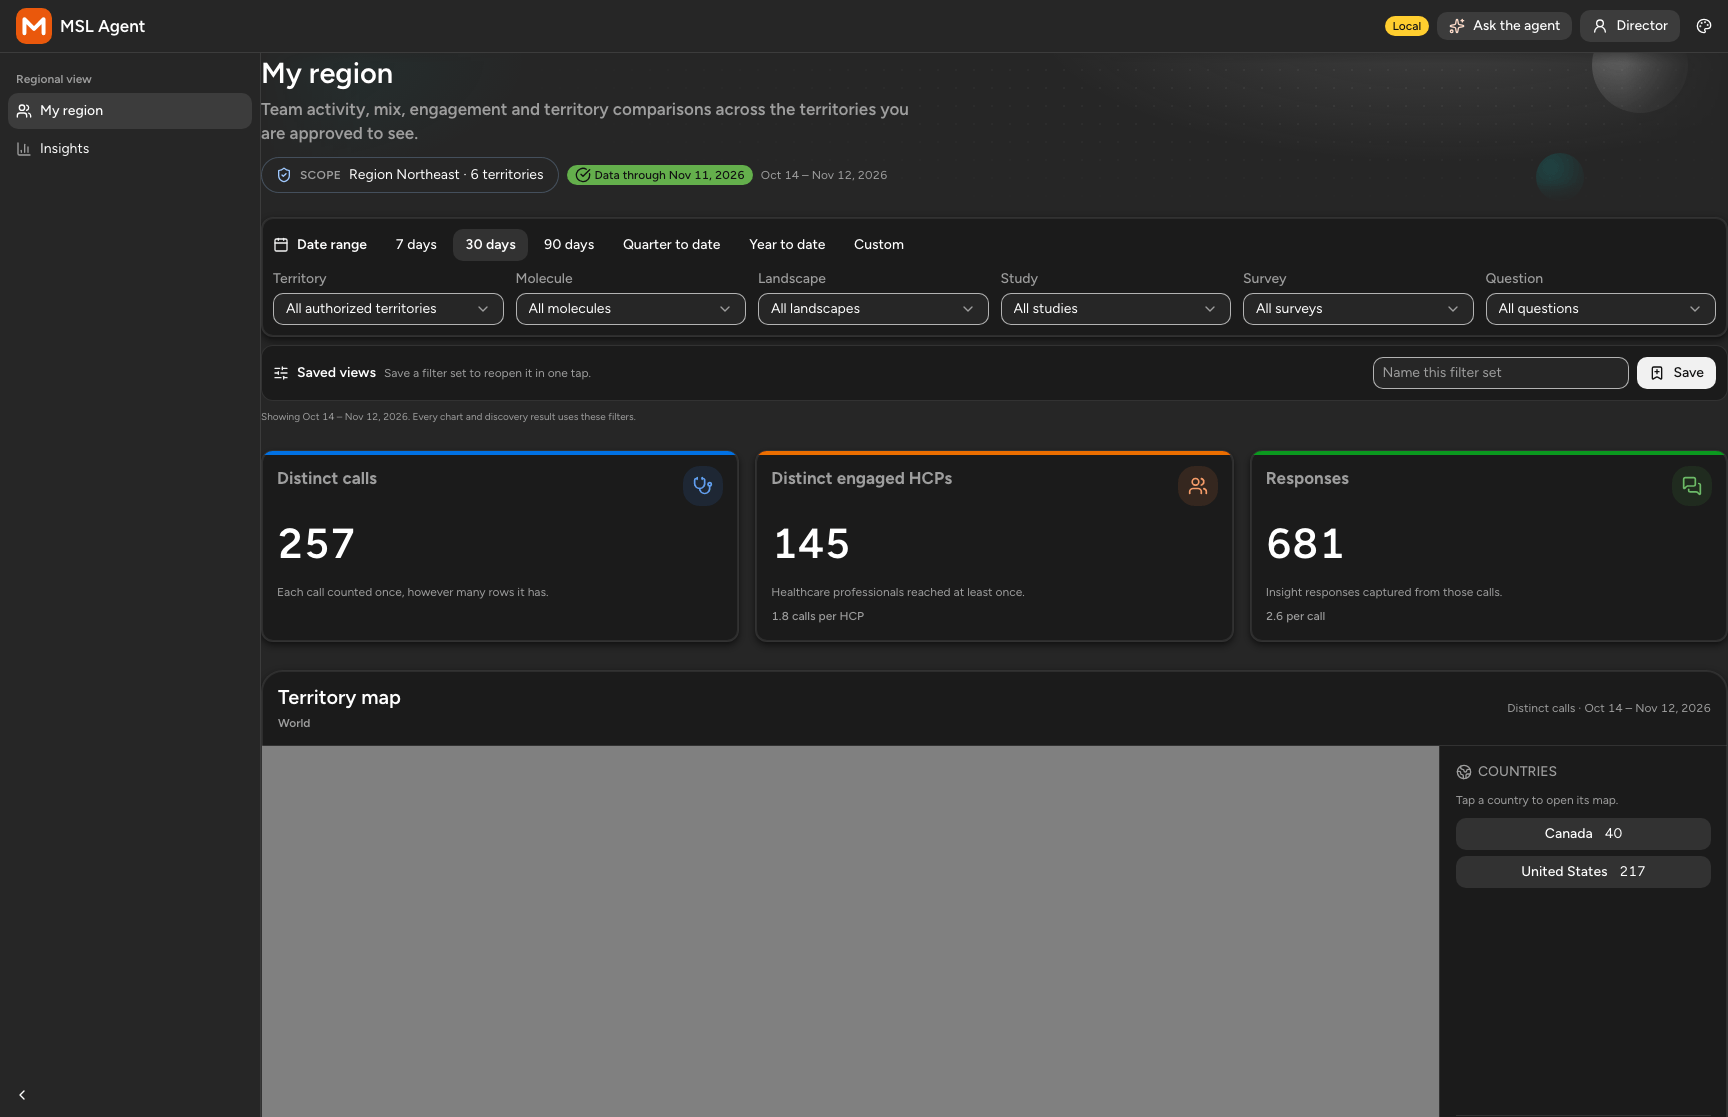 MSL Agent
Local
Ask the agent
Director
Regional view
My region
Insights
My region
Team activity, mix, engagement and territory comparisons across the territories you
are approved to see.
SCOPE Region Northeast · 6 territories
Data through Nov 11, 2026
Oct 14 – Nov 12, 2026
Date range
7 days
30 days
90 days
Quarter to date
Year to date
Custom
Territory
Molecule
Landscape
Study
Survey
Question
All authorized territories
All molecules
All landscapes
All studies
All surveys
All questions
Saved views
Save a filter set to reopen it in one tap.
Name this filter set
Save
Showing Oct 14 – Nov 12, 2026. Every chart and discovery result uses these filters.
Distinct calls
257
Each call counted once, however many rows it has.
Distinct engaged HCPs
145
Healthcare professionals reached at least once.
1.8 calls per HCP
Responses
681
Insight responses captured from those calls.
2.6 per call
Territory map
World
Distinct calls · Oct 14 – Nov 12, 2026
COUNTRIES
Tap a country to open its map.
Canada 40
United States 217